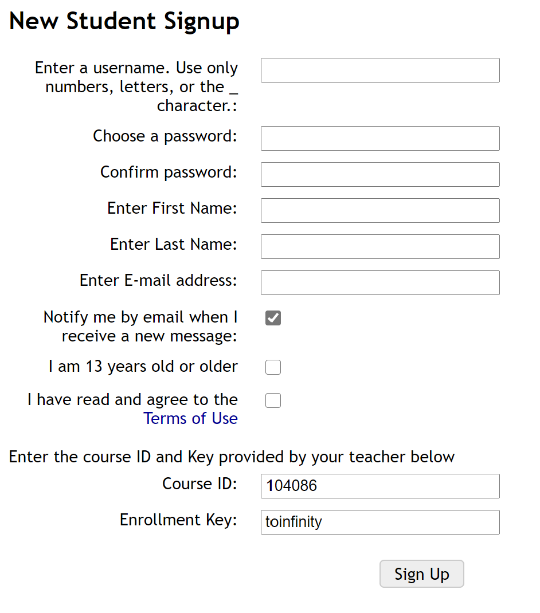 New Student Signup
Enter a username. Use only
numbers, letters, or the _
character.:
Choose a password:
Confirm password:
Enter First Name:
Enter Last Name:
Enter E-mail address:
Notify me by email when I
receive a new message:
I am 13 years old or older
I have read and agree to the
Terms of Use
Enter the course ID and Key provided by your teacher below
Course ID: 104086
Enrollment Key: toinfinity
Sign Up